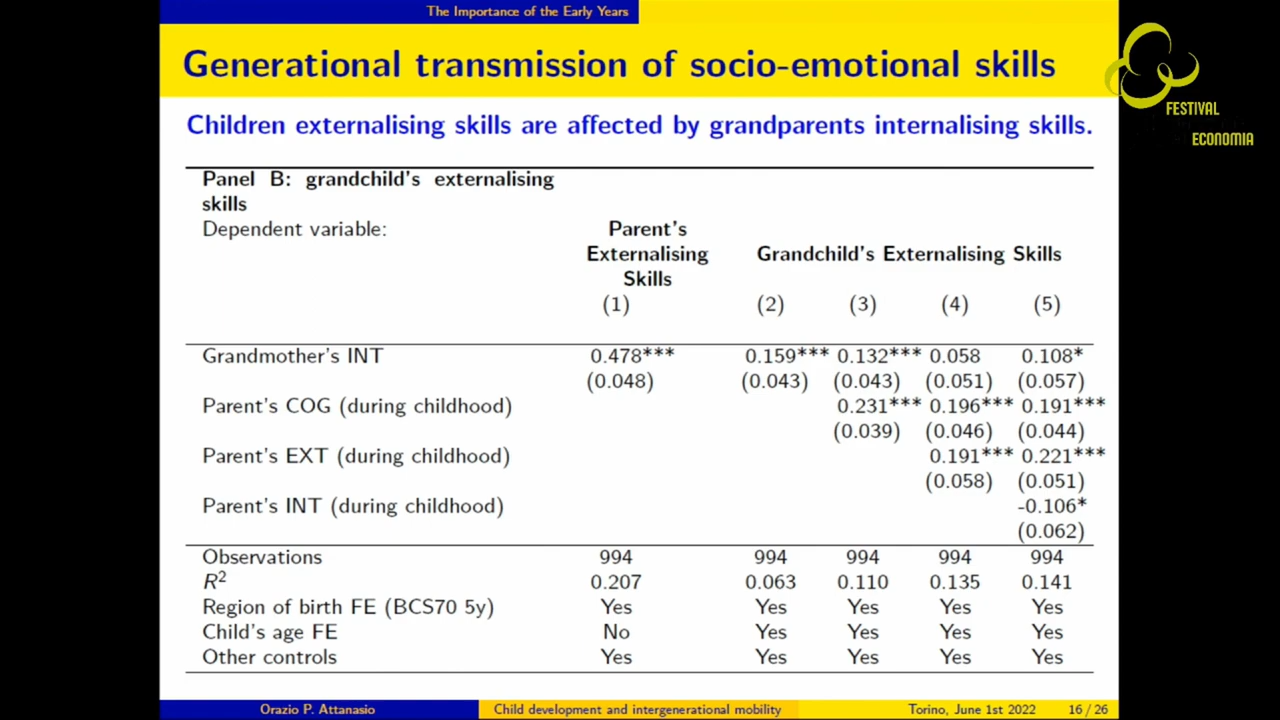 The Importance of the Early Years
Generational transmission of socio-emotional skills
FESTIVAL
ECONOMIA
Children externalising skills are affected by grandparents internalising skills.
Panel B: grandchild's externalising
skills
Dependent variable:
Parent's
Externalising
Skills
Grandchild's Externalising Skills
(1) (2) (3) (4) (5)
Grandmother's INT 0.478*** 0.159*** 0.132*** 0.058 0.108*
(0.048) (0.043) (0.043) (0.051) (0.057)
Parent's COG (during childhood) 0.231*** 0.196*** 0.191***
(0.039) (0.046) (0.044)
Parent's EXT (during childhood) 0.191*** 0.221***
(0.058) (0.051)
Parent's INT (during childhood) -0.106*
(0.062)
Observations 994 994 994 994 994
R² 0.207 0.063 0.110 0.135 0.141
Region of birth FE (BCS70 5y) Yes Yes Yes Yes Yes
Child's age FE No Yes Yes Yes Yes
Other controls Yes Yes Yes Yes Yes
Orazio P. Attanasio Child development and intergenerational mobility Torino, June 1st 2022 16 / 26